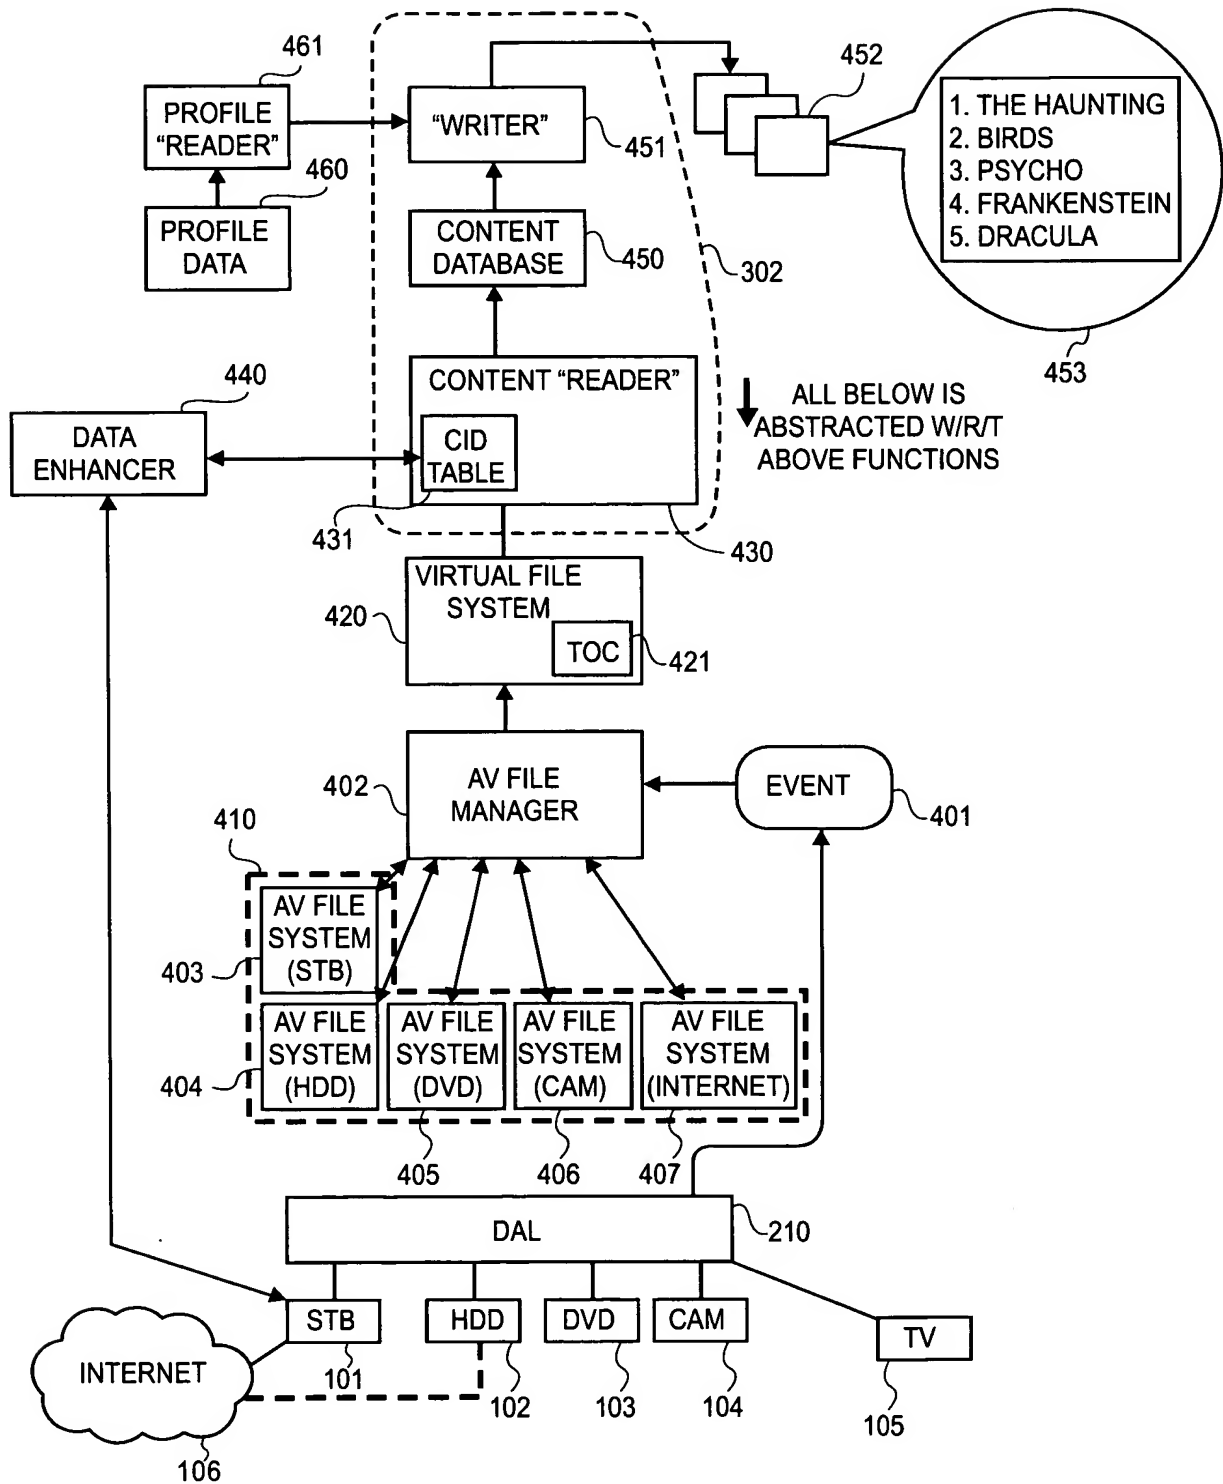 461
PROFILE
“READER”
460
PROFILE
DATA
“WRITER”
451
CONTENT
DATABASE
450
302
452
1. THE HAUNTING
2. BIRDS
3. PSYCHO
4. FRANKENSTEIN
5. DRACULA
453
440
DATA
ENHANCER
CONTENT “READER”
CID
TABLE
431
430
ALL BELOW IS
ABSTRACTED W/R/T
ABOVE FUNCTIONS
VIRTUAL FILE
SYSTEM
420
TOC
421
402
AV FILE
MANAGER
EVENT
401
410
AV FILE
SYSTEM
(STB)
403
AV FILE
SYSTEM
(HDD)
404
AV FILE
SYSTEM
(DVD)
AV FILE
SYSTEM
(CAM)
AV FILE
SYSTEM
(INTERNET)
405
406
407
DAL
210
STB
HDD
DVD
CAM
TV
INTERNET
101
102
103
104
105
106